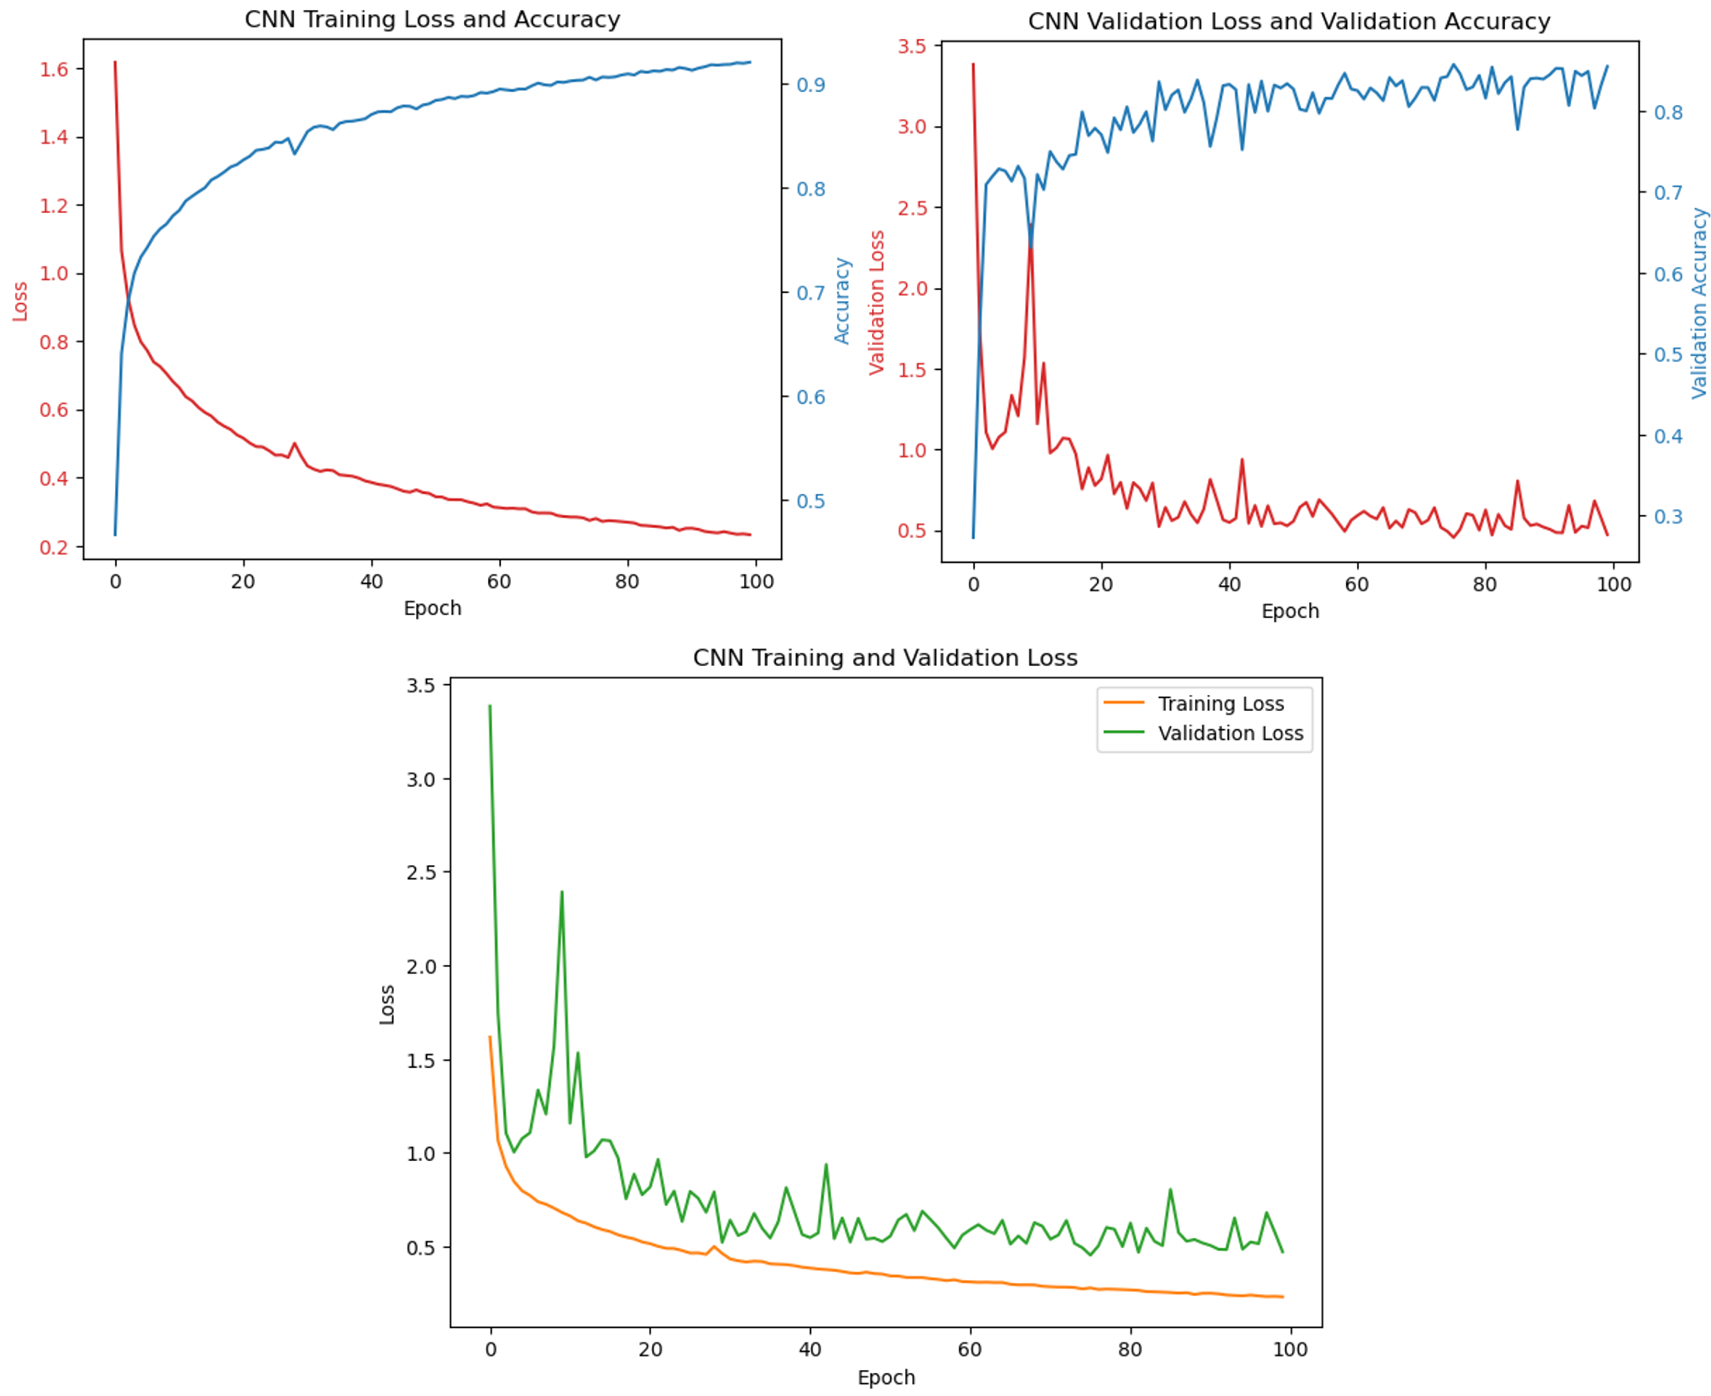 CNN Training Loss and Accuracy
1.6
1.4
1.2
1.0
0.8
0.6
0.4
0.2
Loss
0.9
0.8
0.7
0.6
0.5
Accuracy
0 20 40 60 80 100
Epoch
CNN Validation Loss and Validation Accuracy
3.5
3.0
2.5
2.0
1.5
1.0
0.5
Validation Loss
0.8
0.7
0.6
0.5
0.4
0.3
Validation Accuracy
0 20 40 60 80 100
Epoch
CNN Training and Validation Loss
3.5
3.0
2.5
2.0
1.5
1.0
0.5
Loss
Training Loss
Validation Loss
0 20 40 60 80 100
Epoch